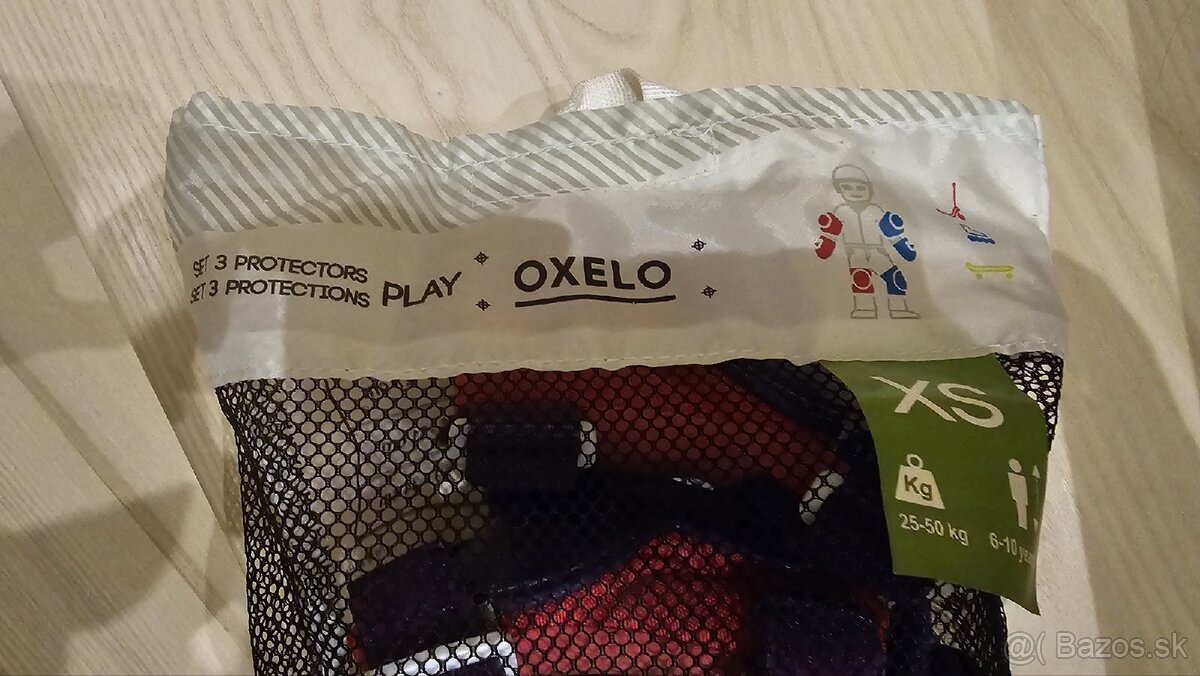 SET 3 PROTECTORS
SET 3 PROTECTIONS PLAY
OXELO
XS
Kg
25-50 kg
6-10
@( Bazos.sk